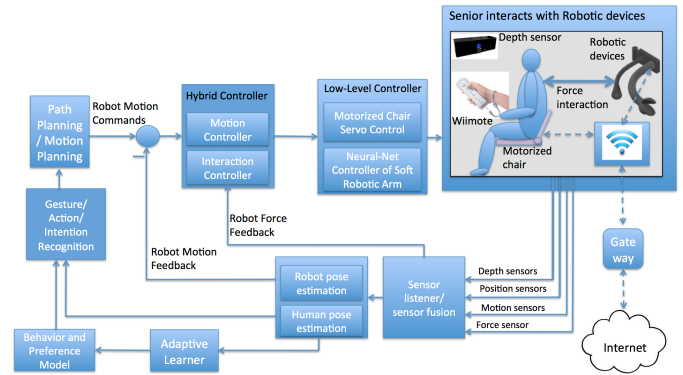 Senior interacts with Robotic devices
Depth sensor
Robotic
devices
Force
interaction
Wiimote
Motorized
chair
Path
Planning
/ Motion
Planning
Robot Motion
Commands
Hybrid Controller
Motion
Controller
Interaction
Controller
Low-Level Controller
Motorized Chair
Servo Control
Neural-Net
Controller of Soft
Robotic Arm
Gesture/
Action/
Intention
Recognition
Robot Force
Feedback
Robot Motion
Feedback
Robot pose
estimation
Human pose
estimation
Sensor
listener/
sensor fusion
Depth sensors
Position sensors
Motion sensors
Force sensor
Gate
way
Internet
Behavior and
Preference
Model
Adaptive
Learner